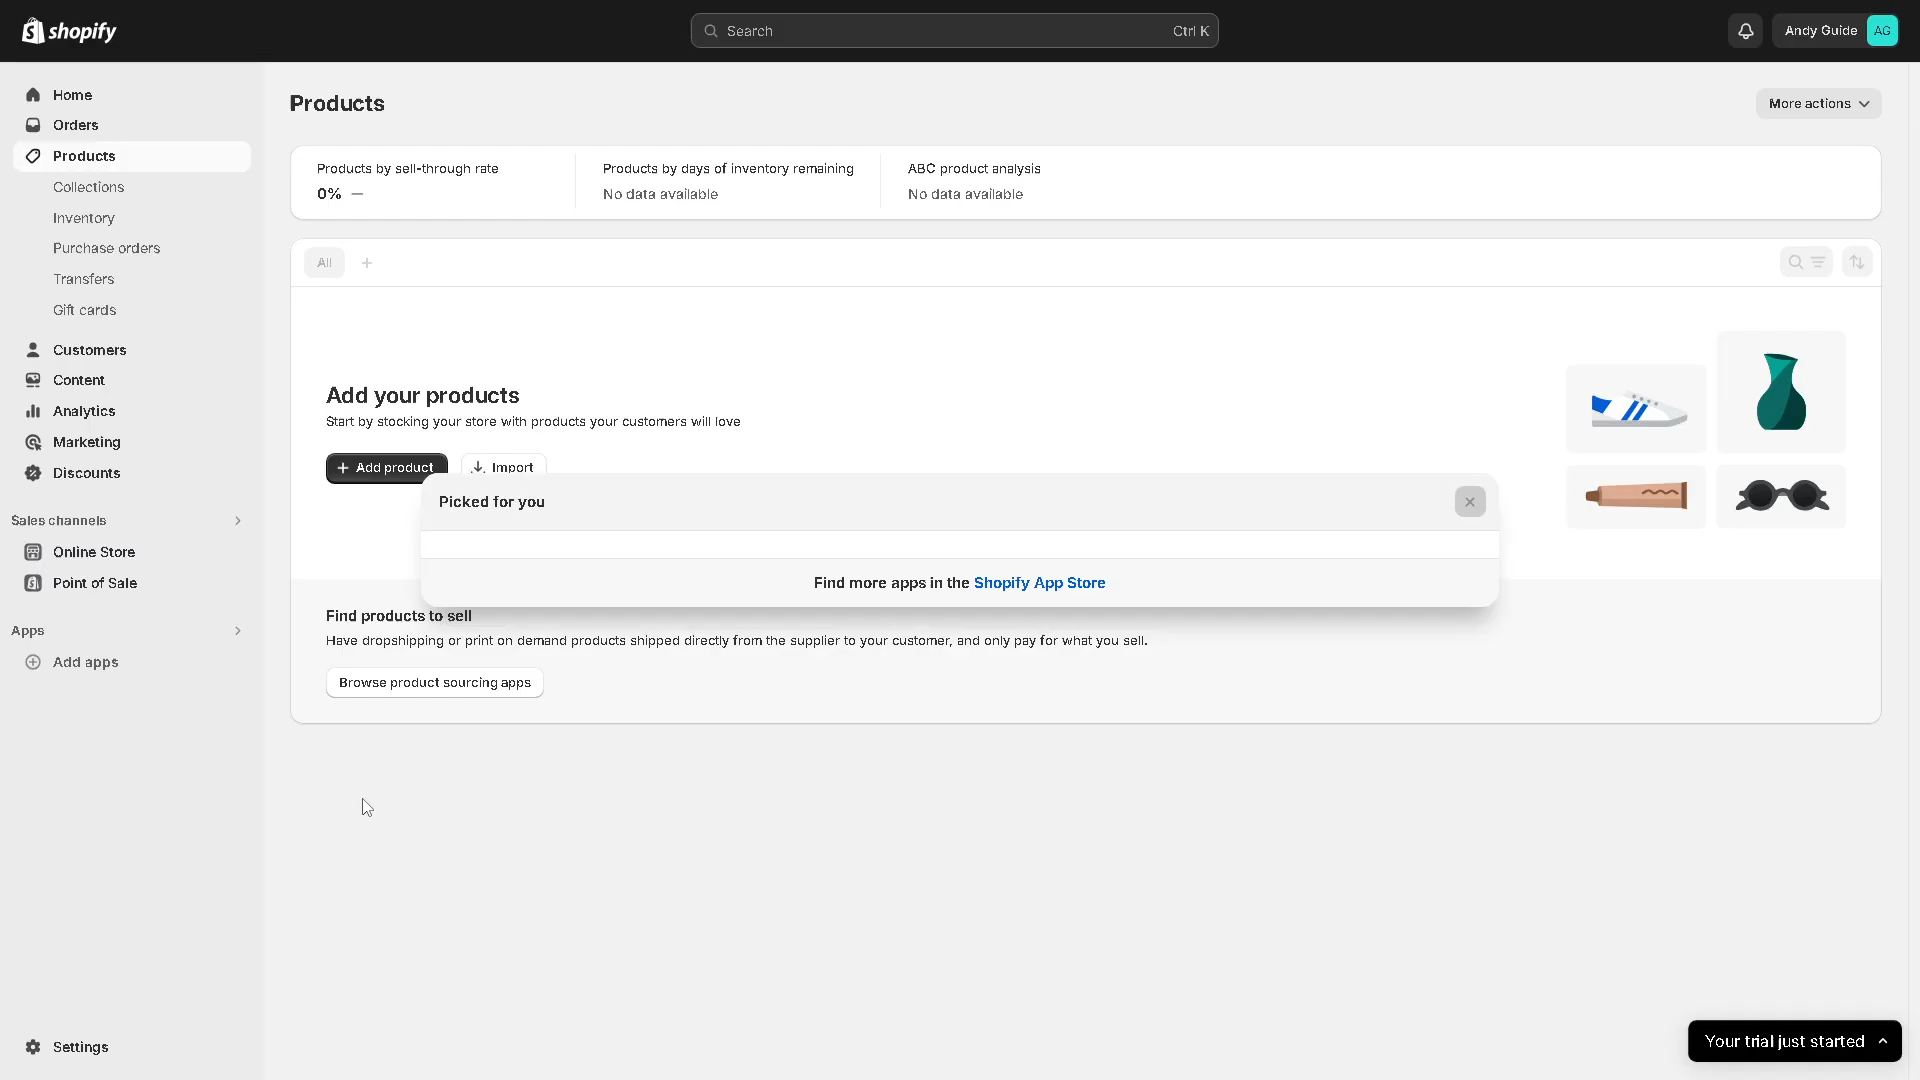 shopify
Search
Ctrl K
Andy Guide
AG
Home
Orders
Products
Collections
Inventory
Purchase orders
Transfers
Gift cards
Customers
Content
Analytics
Marketing
Discounts
Sales channels
Online Store
Point of Sale
Apps
Add apps
Settings
Products
More actions
Products by sell-through rate
0% —
Products by days of inventory remaining
No data available
ABC product analysis
No data available
All
Add your products
Start by stocking your store with products your customers will love
Add product
Import
Picked for you
Find more apps in the Shopify App Store
Find products to sell
Have dropshipping or print on demand products shipped directly from the supplier to your customer, and only pay for what you sell.
Browse product sourcing apps
Your trial just started